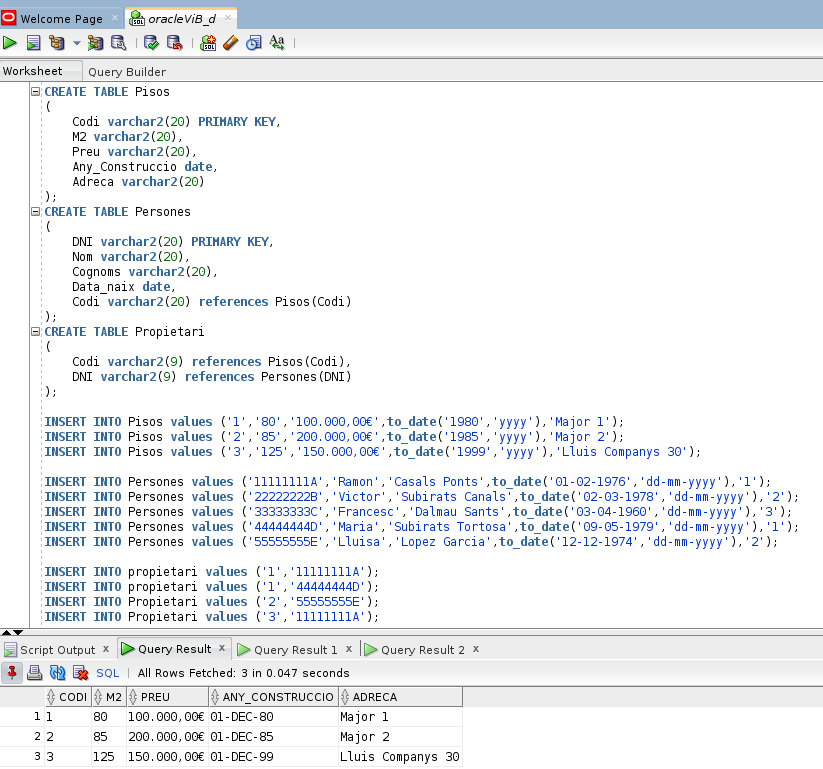 Welcome Page
oracleViB_d
Worksheet Query Builder
CREATE TABLE Pisos
(
Codi varchar2(20) PRIMARY KEY,
M2 varchar2(20),
Preu varchar2(20),
Any_Construccio date,
Adreca varchar2(20)
);
CREATE TABLE Persones
(
DNI varchar2(20) PRIMARY KEY,
Nom varchar2(20),
Cognoms varchar2(20),
Data_naix date,
Codi varchar2(20) references Pisos(Codi)
);
CREATE TABLE Propietari
(
Codi varchar2(9) references Pisos(Codi),
DNI varchar2(9) references Persones(DNI)
);
INSERT INTO Pisos values ('1','80','100.000,00€',to_date('1980','yyyy'),'Major 1');
INSERT INTO Pisos values ('2','85','200.000,00€',to_date('1985','yyyy'),'Major 2');
INSERT INTO Pisos values ('3','125','150.000,00€',to_date('1999','yyyy'),'Lluis Companys 30');
INSERT INTO Persones values ('11111111A','Ramon','Casals Ponts',to_date('01-02-1976','dd-mm-yyyy'),'1');
INSERT INTO Persones values ('22222222B','Victor','Subirats Canals',to_date('02-03-1978','dd-mm-yyyy'),'2');
INSERT INTO Persones values ('33333333C','Francesc','Dalmau Sants',to_date('03-04-1960','dd-mm-yyyy'),'3');
INSERT INTO Persones values ('44444444D','Maria','Subirats Tortosa',to_date('09-05-1979','dd-mm-yyyy'),'1');
INSERT INTO Persones values ('55555555E','Lluisa','Lopez Garcia',to_date('12-12-1974','dd-mm-yyyy'),'2');
INSERT INTO propietari values ('1','11111111A');
INSERT INTO propietari values ('1','44444444D');
INSERT INTO Propietari values ('2','55555555E');
INSERT INTO Propietari values ('3','11111111A');
Script Output x Query Result x Query Result 1 x Query Result 2 x
SQL | All Rows Fetched: 3 in 0.047 seconds
CODI M2 PREU ANY_CONSTRUCCIO ADRECA
1 1 80 100.000,00€ 01-DEC-80 Major 1
2 2 85 200.000,00€ 01-DEC-85 Major 2
3 3 125 150.000,00€ 01-DEC-99 Lluis Companys 30